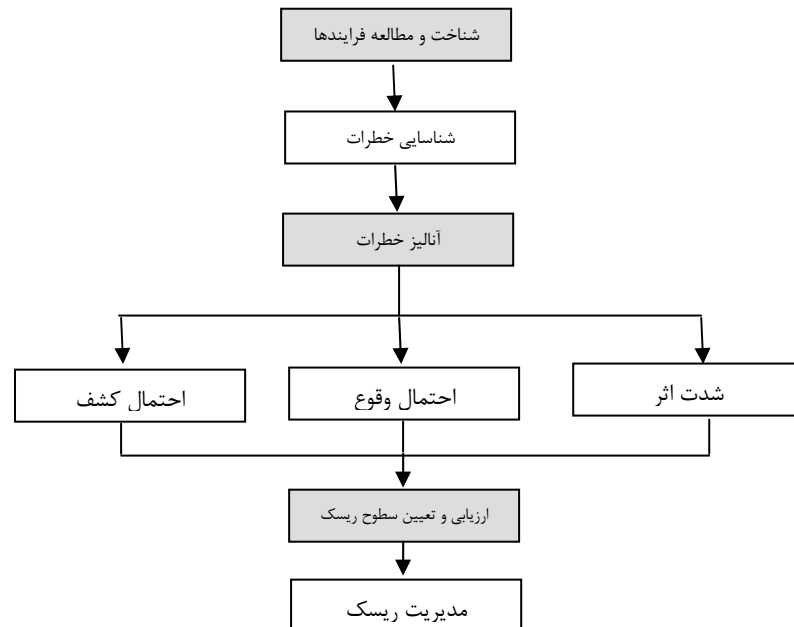 شناخت و مطالعه فرایندها
شناسایی خطرات
آنالیز خطرات
شدت اثر
احتمال وقوع
احتمال کشف
ارزیابی و تعیین سطوح ریسک
مدیریت ریسک